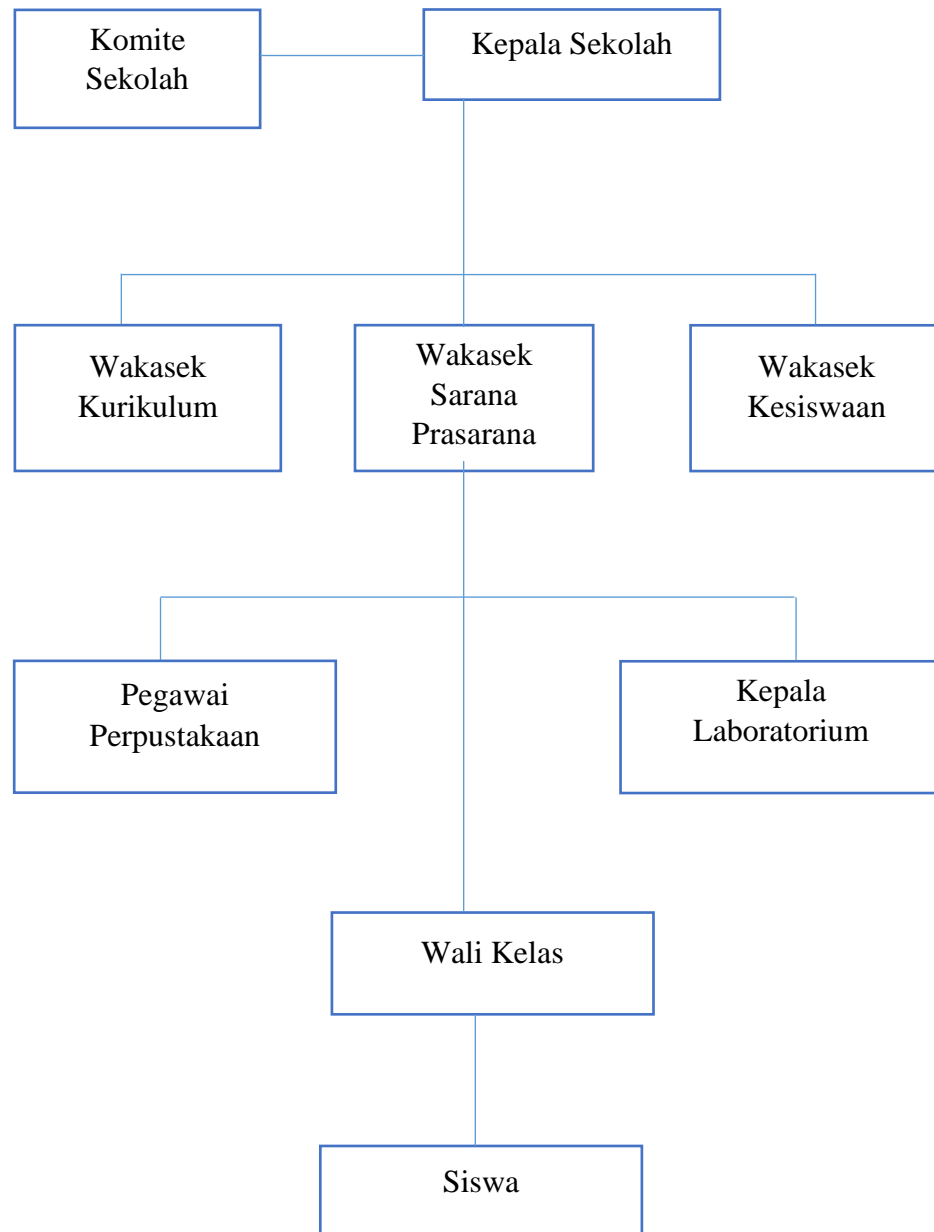 Komite
Sekolah
Kepala Sekolah
Wakasek
Kurikulum
Wakasek
Sarana
Prasarana
Wakasek
Kesiswaan
Pegawai
Perpustakaan
Kepala
Laboratorium
Wali Kelas
Siswa